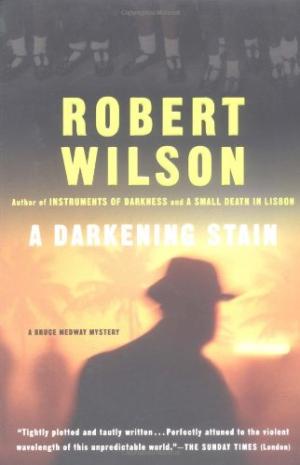 ROBERT
WILSON
Author of INSTRUMENTS OF DARKNESS and A SMALL DEATH IN LISBON
A DARKENING STAIN
A BRUCE MEDWAY MYSTERY
"Tightly plotted and tautly written...Perfectly attuned to the violent
wavelength of this unpredictable world."—THE SUNDAY TIMES (London)